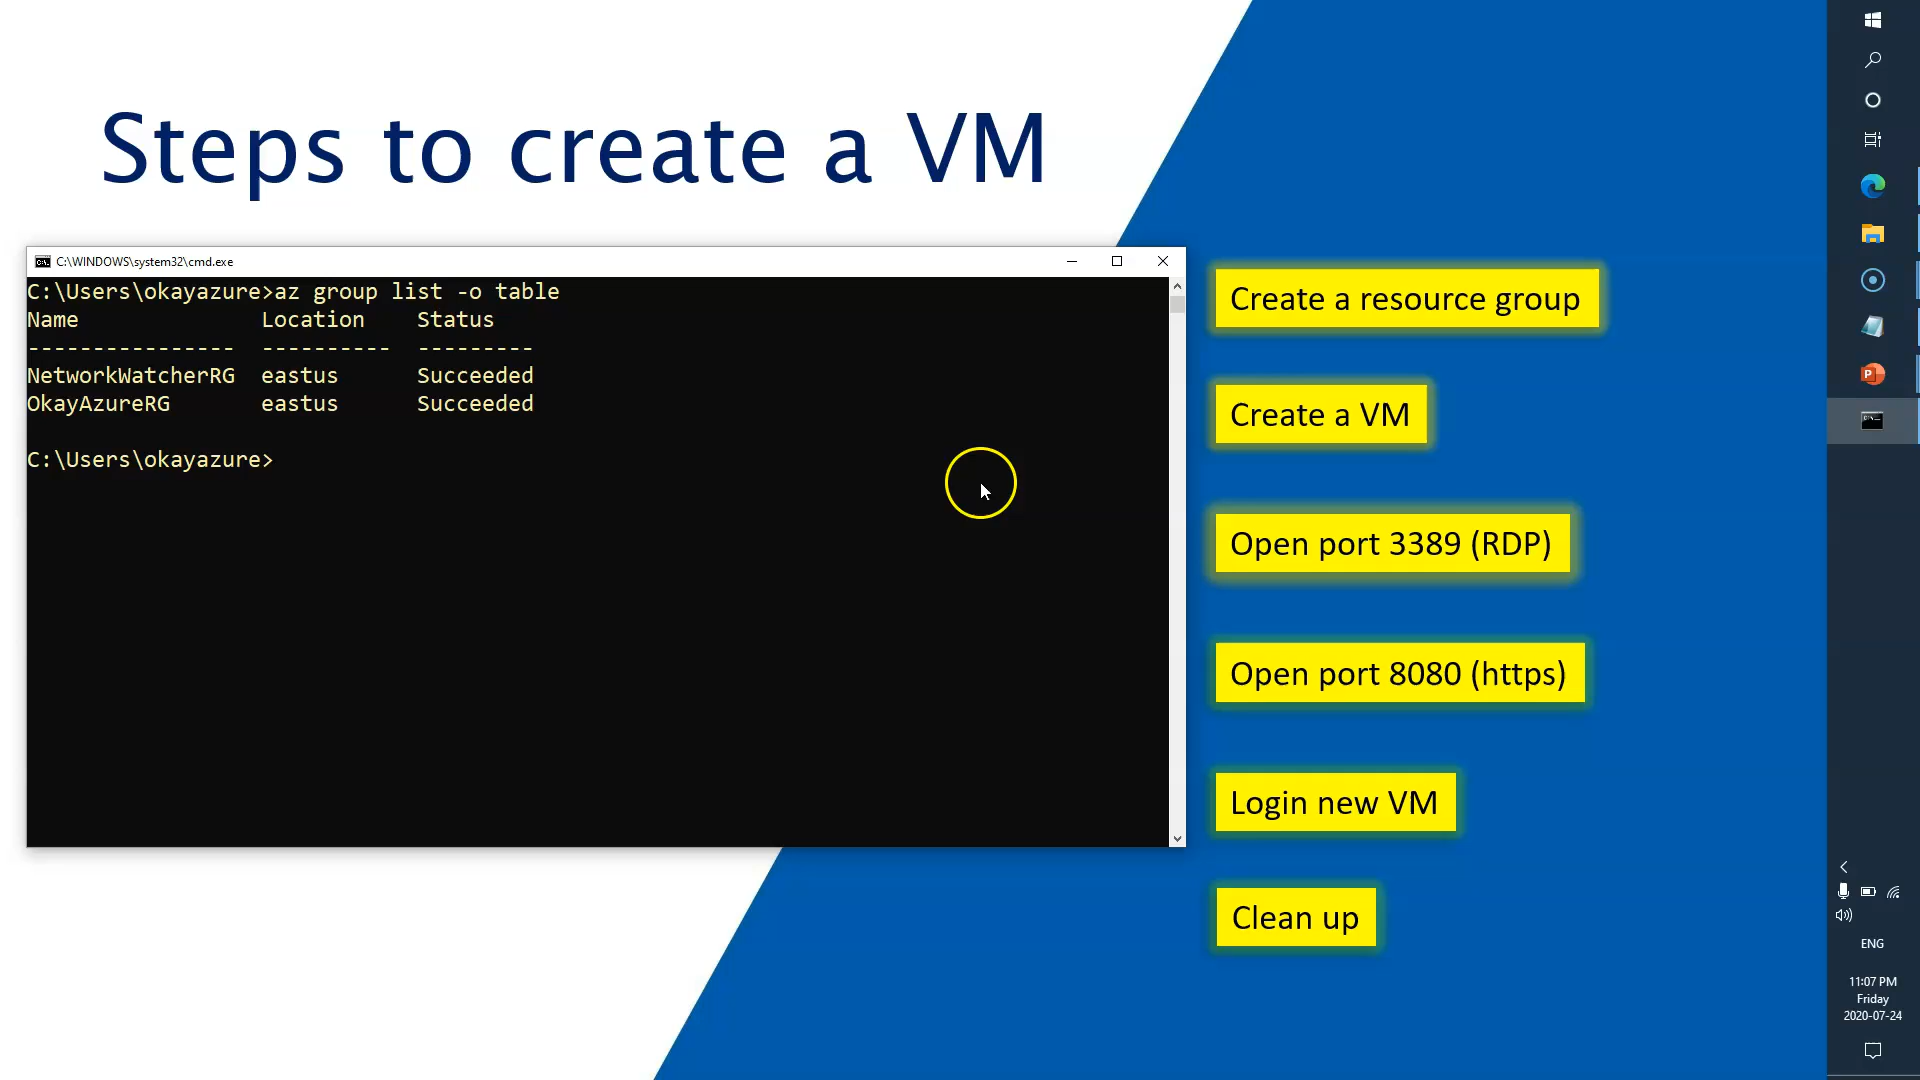 Steps to create a VM
C:\WINDOWS\system32\cmd.exe
C:\Users\okayazure>az group list -o table
Name Location Status
---------------- ---------- ---------
NetworkWatcherRG eastus Succeeded
OkayAzureRG eastus Succeeded
C:\Users\okayazure>
Create a resource group
Create a VM
Open port 3389 (RDP)
Open port 8080 (https)
Login new VM
Clean up
ENG
11:07 PM
Friday
2020-07-24